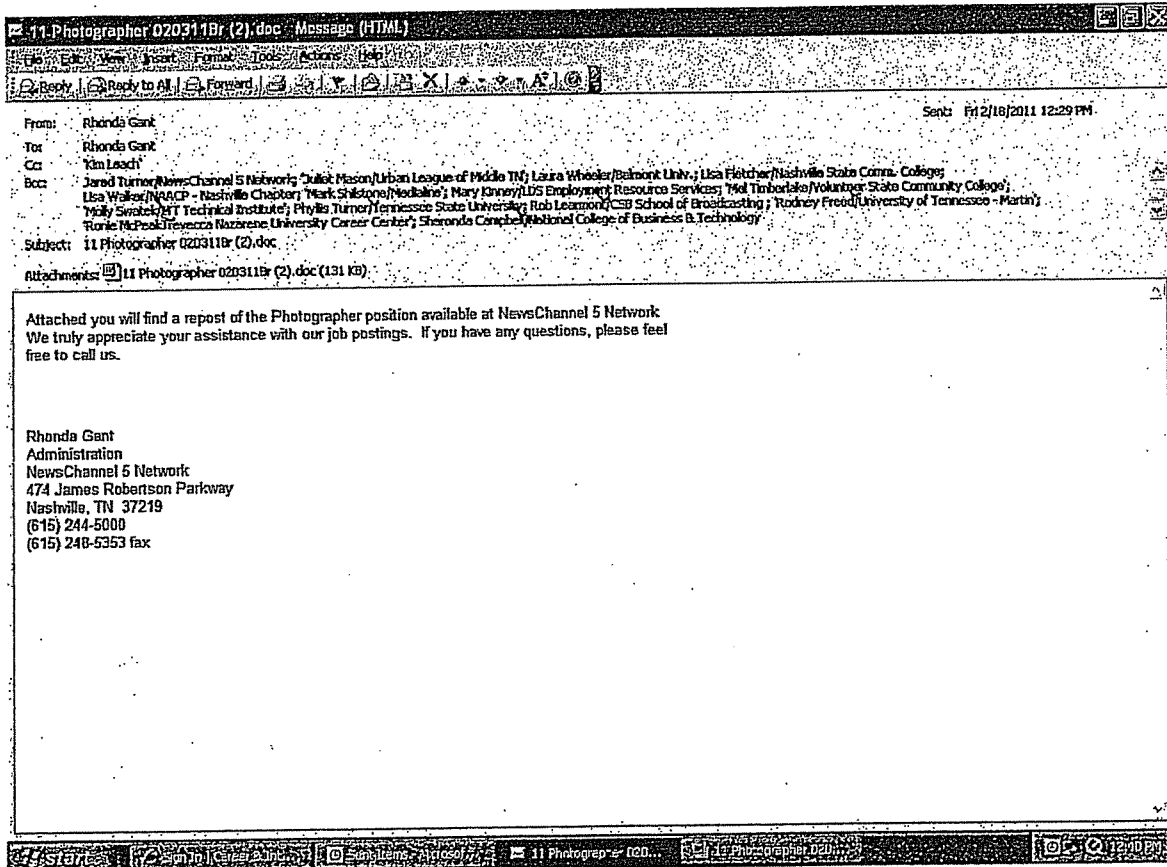 11 Photographer 020311Br (2).doc - Message (HTML)
File Edit View Insert Format Tools Actions Help
Reply Reply to All Forward
From: Rhonda Gant
Sent: Fri 2/18/2011 12:29 PM
To: Rhonda Gant
Cc: 'Kim Leach'
Bcc: Jared Turner/NewsChannel 5 Network; 'Juliet Mason/Urban League of Middle TN'; Laura Wheeler/Belmont Univ.; Lisa Fletcher/Nashville State Comm. College;
Lisa Walker/NAACP - Nashville Chapter; 'Mark Shilstone/Medialine'; Mary Kinney/LDS Employment Resource Services; 'Mel Timberlake/Volunteer State Community College';
'Molly Swatek/MT Technical Institute'; Phyllis Turner/Tennessee State University; Rob Learmont/CSB School of Broadcasting ; 'Rodney Freed/University of Tennessee - Martin';
'Ronie McPeak/Trevecca Nazarene University Career Center'; Sheronda Campbel/National College of Business & Technology
Subject: 11 Photographer 020311Br (2).doc
Attachments: 11 Photographer 020311Br (2).doc (131 KB)
Attached you will find a repost of the Photographer position available at NewsChannel 5 Network
We truly appreciate your assistance with our job postings. If you have any questions, please feel
free to call us.
Rhonda Gant
Administration
NewsChannel 5 Network
474 James Robertson Parkway
Nashville, TN 37219
(615) 244-5000
(615) 248-5353 fax
start
11 Photographer 020...